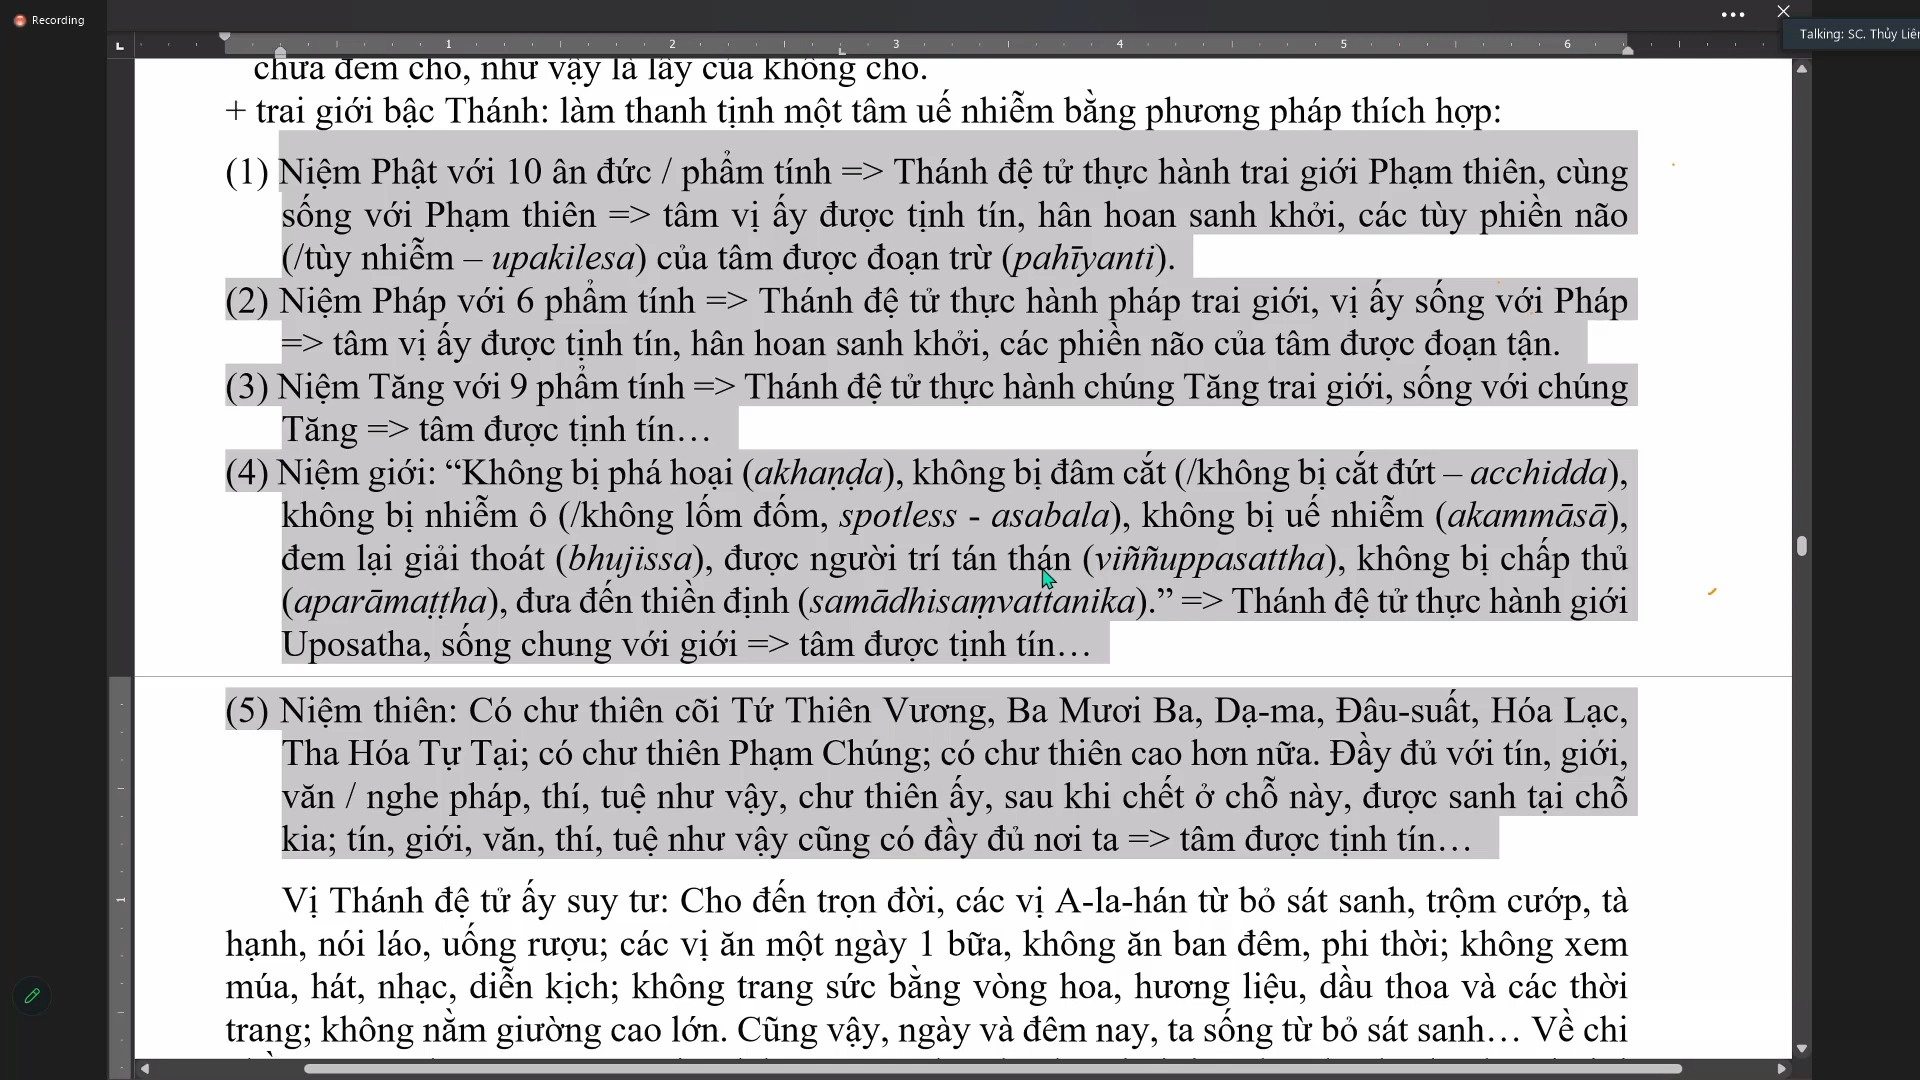 Recording
Talking: SC. Thủy Liê
1 2 3 4 5 6
chưa đem cho, như vậy là lấy của không cho.
+ trai giới bậc Thánh: làm thanh tịnh một tâm uế nhiễm bằng phương pháp thích hợp:
(1) Niệm Phật với 10 ân đức / phẩm tính => Thánh đệ tử thực hành trai giới Phạm thiên, cùng
sống với Phạm thiên => tâm vị ấy được tịnh tín, hân hoan sanh khởi, các tùy phiền não
(/tùy nhiễm – upakilesa) của tâm được đoạn trừ (pahīyanti).
(2) Niệm Pháp với 6 phẩm tính => Thánh đệ tử thực hành pháp trai giới, vị ấy sống với Pháp
=> tâm vị ấy được tịnh tín, hân hoan sanh khởi, các phiền não của tâm được đoạn tận.
(3) Niệm Tăng với 9 phẩm tính => Thánh đệ tử thực hành chúng Tăng trai giới, sống với chúng
Tăng => tâm được tịnh tín…
(4) Niệm giới: “Không bị phá hoại (akhaṇḍa), không bị đâm cắt (/không bị cắt đứt – acchidda),
không bị nhiễm ô (/không lốm đốm, spotless - asabala), không bị uế nhiễm (akammāsā),
đem lại giải thoát (bhujissa), được người trí tán thán (viññuppasattha), không bị chấp thủ
(aparāmaṭṭha), đưa đến thiền định (samādhisaṃvattanika).” => Thánh đệ tử thực hành giới
Uposatha, sống chung với giới => tâm được tịnh tín…
(5) Niệm thiên: Có chư thiên cõi Tứ Thiên Vương, Ba Mươi Ba, Dạ-ma, Đâu-suất, Hóa Lạc,
Tha Hóa Tự Tại; có chư thiên Phạm Chúng; có chư thiên cao hơn nữa. Đầy đủ với tín, giới,
văn / nghe pháp, thí, tuệ như vậy, chư thiên ấy, sau khi chết ở chỗ này, được sanh tại chỗ
kia; tín, giới, văn, thí, tuệ như vậy cũng có đầy đủ nơi ta => tâm được tịnh tín…
Vị Thánh đệ tử ấy suy tư: Cho đến trọn đời, các vị A-la-hán từ bỏ sát sanh, trộm cướp, tà
hạnh, nói láo, uống rượu; các vị ăn một ngày 1 bữa, không ăn ban đêm, phi thời; không xem
múa, hát, nhạc, diễn kịch; không trang sức bằng vòng hoa, hương liệu, dầu thoa và các thời
trang; không nằm giường cao lớn. Cũng vậy, ngày và đêm nay, ta sống từ bỏ sát sanh… Về chi